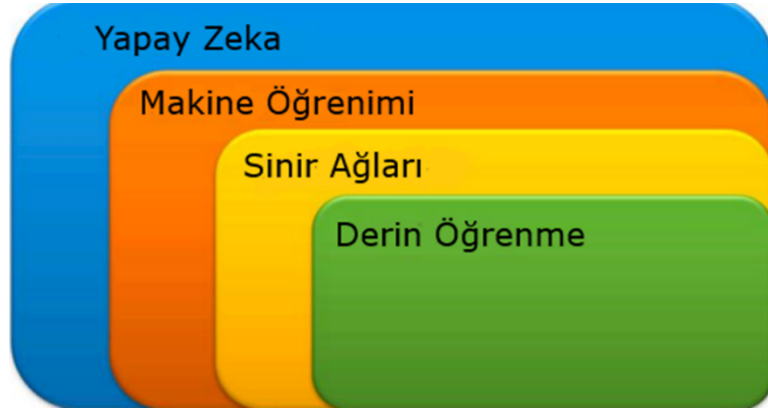 Yapay Zeka
Makine Öğrenimi
Sinir Ağları
Derin Öğrenme